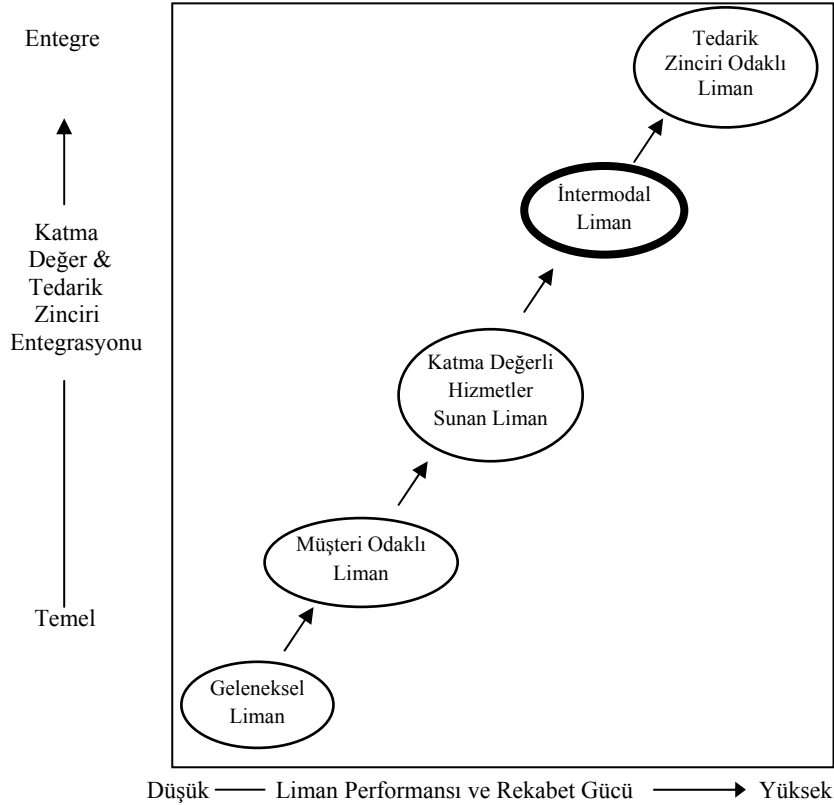 Entegre
Katma
Değer &
Tedarik
Zinciri
Entegrasyonu
Temel
Tedarik
Zinciri Odaklı
Liman
İntermodal
Liman
Katma Değerli
Hizmetler
Sunan Liman
Müşteri Odaklı
Liman
Geleneksel
Liman
Düşük Liman Performansı ve Rekabet Gücü Yüksek